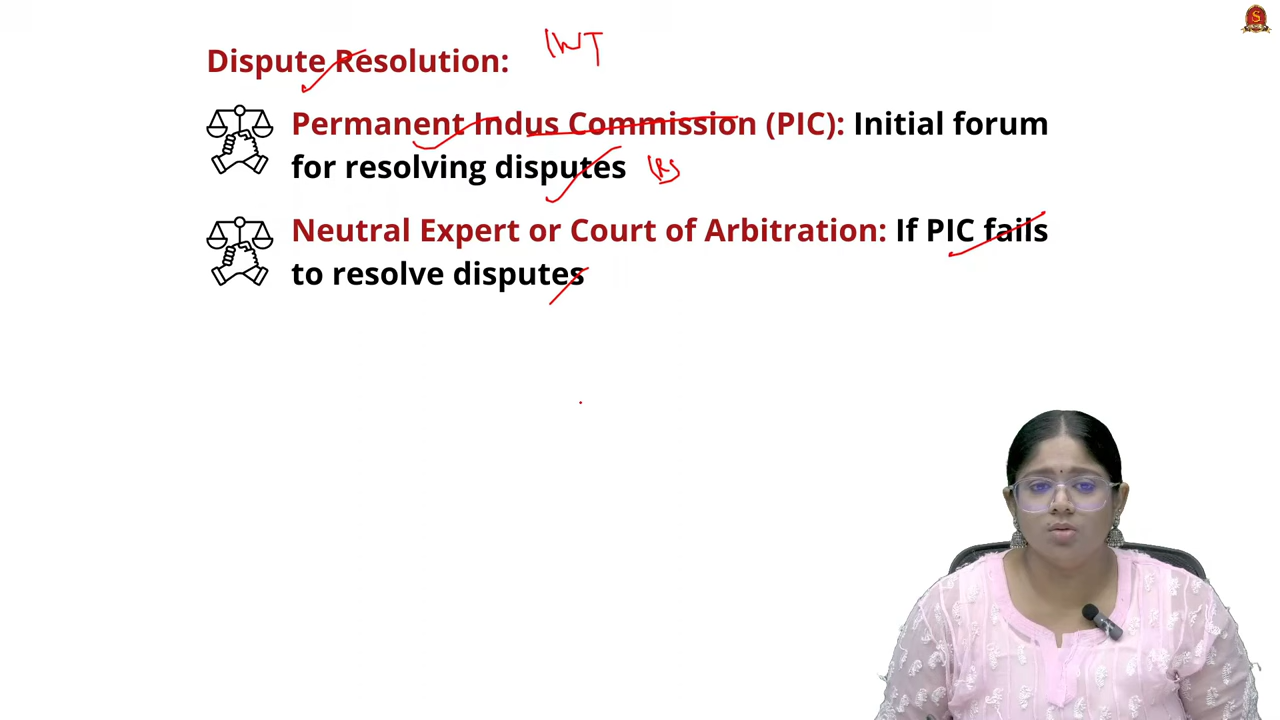 Dispute Resolution:
IWT
Permanent Indus Commission (PIC): Initial forum
for resolving disputes
Neutral Expert or Court of Arbitration: If PIC fails
to resolve disputes